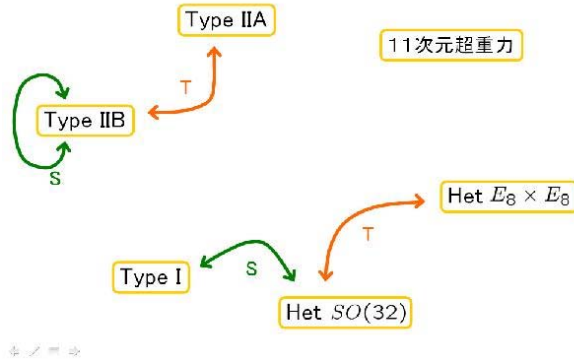 Type IIA
11次元超重力
T
Type IIB
S
Het E₈ × E₈
T
Type I
S
Het SO(32)